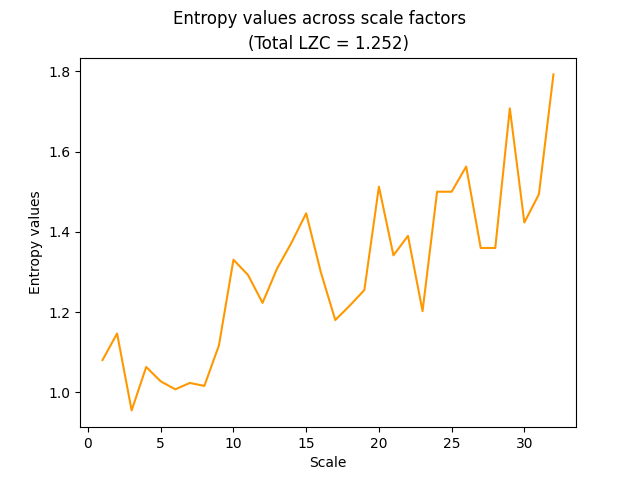 Entropy values across scale factors
(Total LZC = 1.252)
1.8
1.6
1.4
1.2
1.0
Entropy values
0 5 10 15 20 25 30
Scale